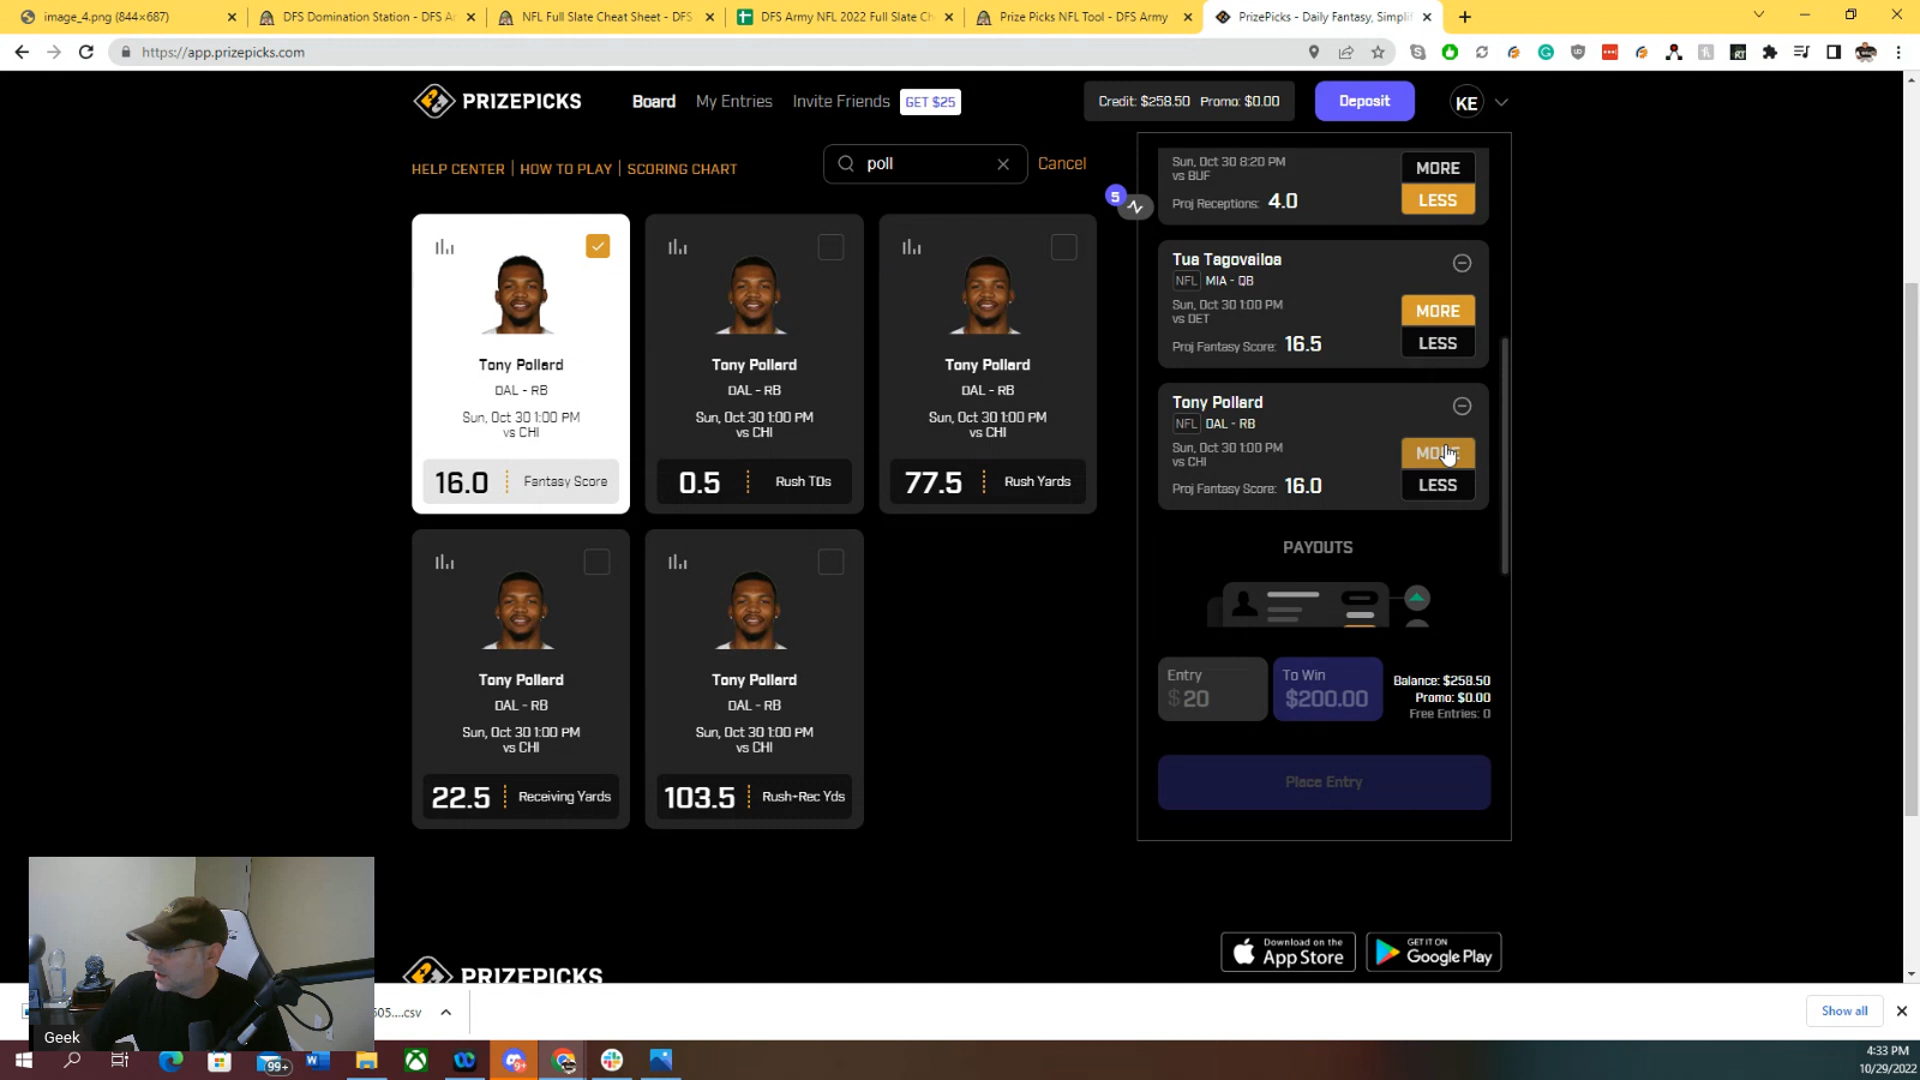 image_4.png (844×687)
DFS Domination Station - DFS Ar
NFL Full Slate Cheat Sheet - DFS
DFS Army NFL 2022 Full Slate Ch
Prize Picks NFL Tool - DFS Army
PrizePicks - Daily Fantasy, Simplif
https://app.prizepicks.com
PRIZEPICKS
Board
My Entries
Invite Friends
GET $25
Credit: $258.50 Promo: $0.00
Deposit
KE
HELP CENTER | HOW TO PLAY | SCORING CHART
poll
Cancel
5
Tony Pollard
DAL - RB
Sun, Oct 30 1:00 PM
vs CHI
16.0 Fantasy Score
Tony Pollard
DAL - RB
Sun, Oct 30 1:00 PM
vs CHI
0.5 Rush TDs
Tony Pollard
DAL - RB
Sun, Oct 30 1:00 PM
vs CHI
77.5 Rush Yards
Tony Pollard
DAL - RB
Sun, Oct 30 1:00 PM
vs CHI
22.5 Receiving Yards
Tony Pollard
DAL - RB
Sun, Oct 30 1:00 PM
vs CHI
103.5 Rush+Rec Yds
Sun, Oct 30 8:20 PM
vs BUF
Proj Receptions: 4.0
MORE
LESS
Tua Tagovailoa
NFL MIA - QB
Sun, Oct 30 1:00 PM
vs DET
Proj Fantasy Score: 16.5
MORE
LESS
Tony Pollard
NFL DAL - RB
Sun, Oct 30 1:00 PM
vs CHI
Proj Fantasy Score: 16.0
MORE
LESS
PAYOUTS
Entry
$ 20
To Win
$200.00
Balance: $258.50
Promo: $0.00
Free Entries: 0
Place Entry
Download on the
App Store
GET IT ON
Google Play
PRIZEPICKS
605....csv
Show all
Geek
99+
9+
4:33 PM
10/29/2022